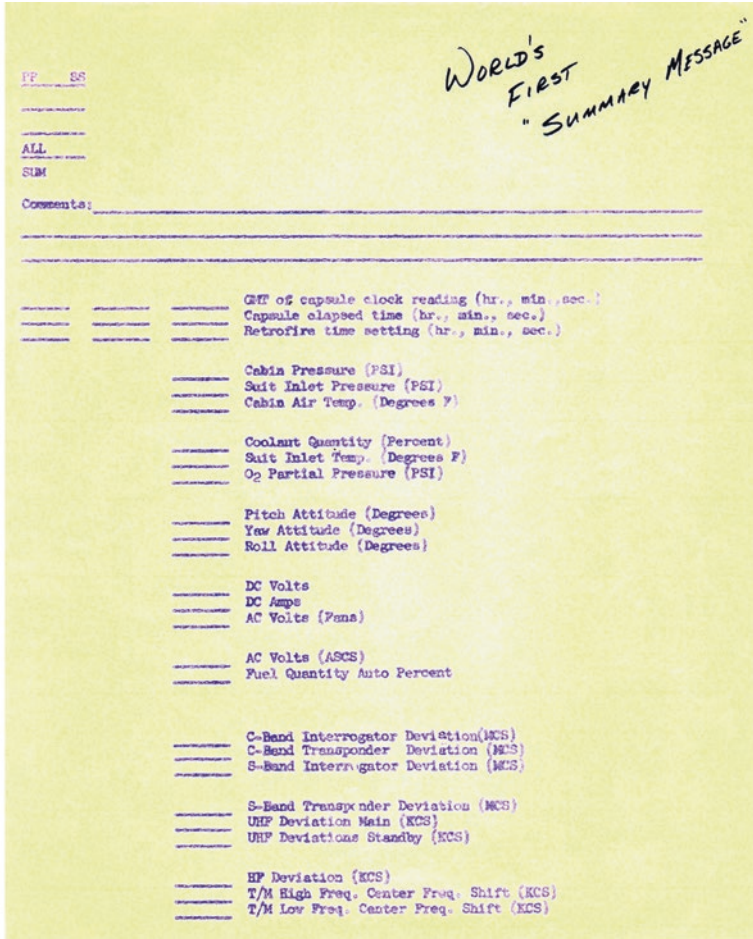 WORLD'S
FIRST
"SUMMARY MESSAGE"
PP SS
ALL
SUM
Comments:
GMT of capsule clock reading (hr., min.,sec.)
Capsule elapsed time (hr., min., sec.)
Retrofire time setting (hr., min., sec.)
Cabin Pressure (PSI)
Suit Inlet Pressure (PSI)
Cabin Air Temp. (Degrees F)
Coolant Quantity (Percent)
Suit Inlet Temp. (Degrees F)
O2 Partial Pressure (PSI)
Pitch Attitude (Degrees)
Yaw Attitude (Degrees)
Roll Attitude (Degrees)
DC Volts
DC Amps
AC Volts (Fans)
AC Volts (ASCS)
Fuel Quantity Auto Percent
C-Band Interrogator Deviation(MCS)
C-Band Transponder Deviation (MCS)
S-Band Interrogator Deviation (MCS)
S-Band Transponder Deviation (MCS)
UHF Deviation Main (KCS)
UHF Deviations Standby (KCS)
HF Deviation (KCS)
T/M High Freq. Center Freq. Shift (KCS)
T/M Low Freq. Center Freq. Shift (KCS)